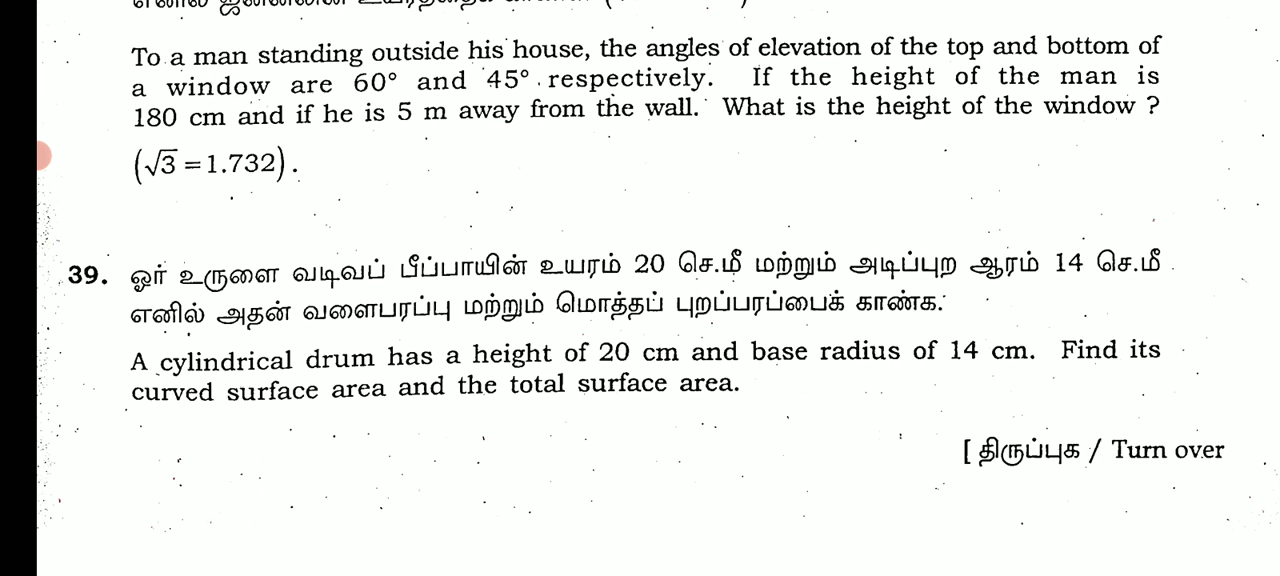 To a man standing outside his house, the angles of elevation of the top and bottom of
a window are 60° and 45° respectively. If the height of the man is
180 cm and if he is 5 m away from the wall. What is the height of the window ?
(√3 = 1.732).
39. ஓர் உருளை வடிவப் பீப்பாயின் உயரம் 20 செ.மீ மற்றும் அடிப்புற ஆரம் 14 செ.மீ
எனில் அதன் வளைபரப்பு மற்றும் மொத்தப் புறப்பரப்பைக் காண்க.
A cylindrical drum has a height of 20 cm and base radius of 14 cm. Find its
curved surface area and the total surface area.
[ திருப்புக / Turn over